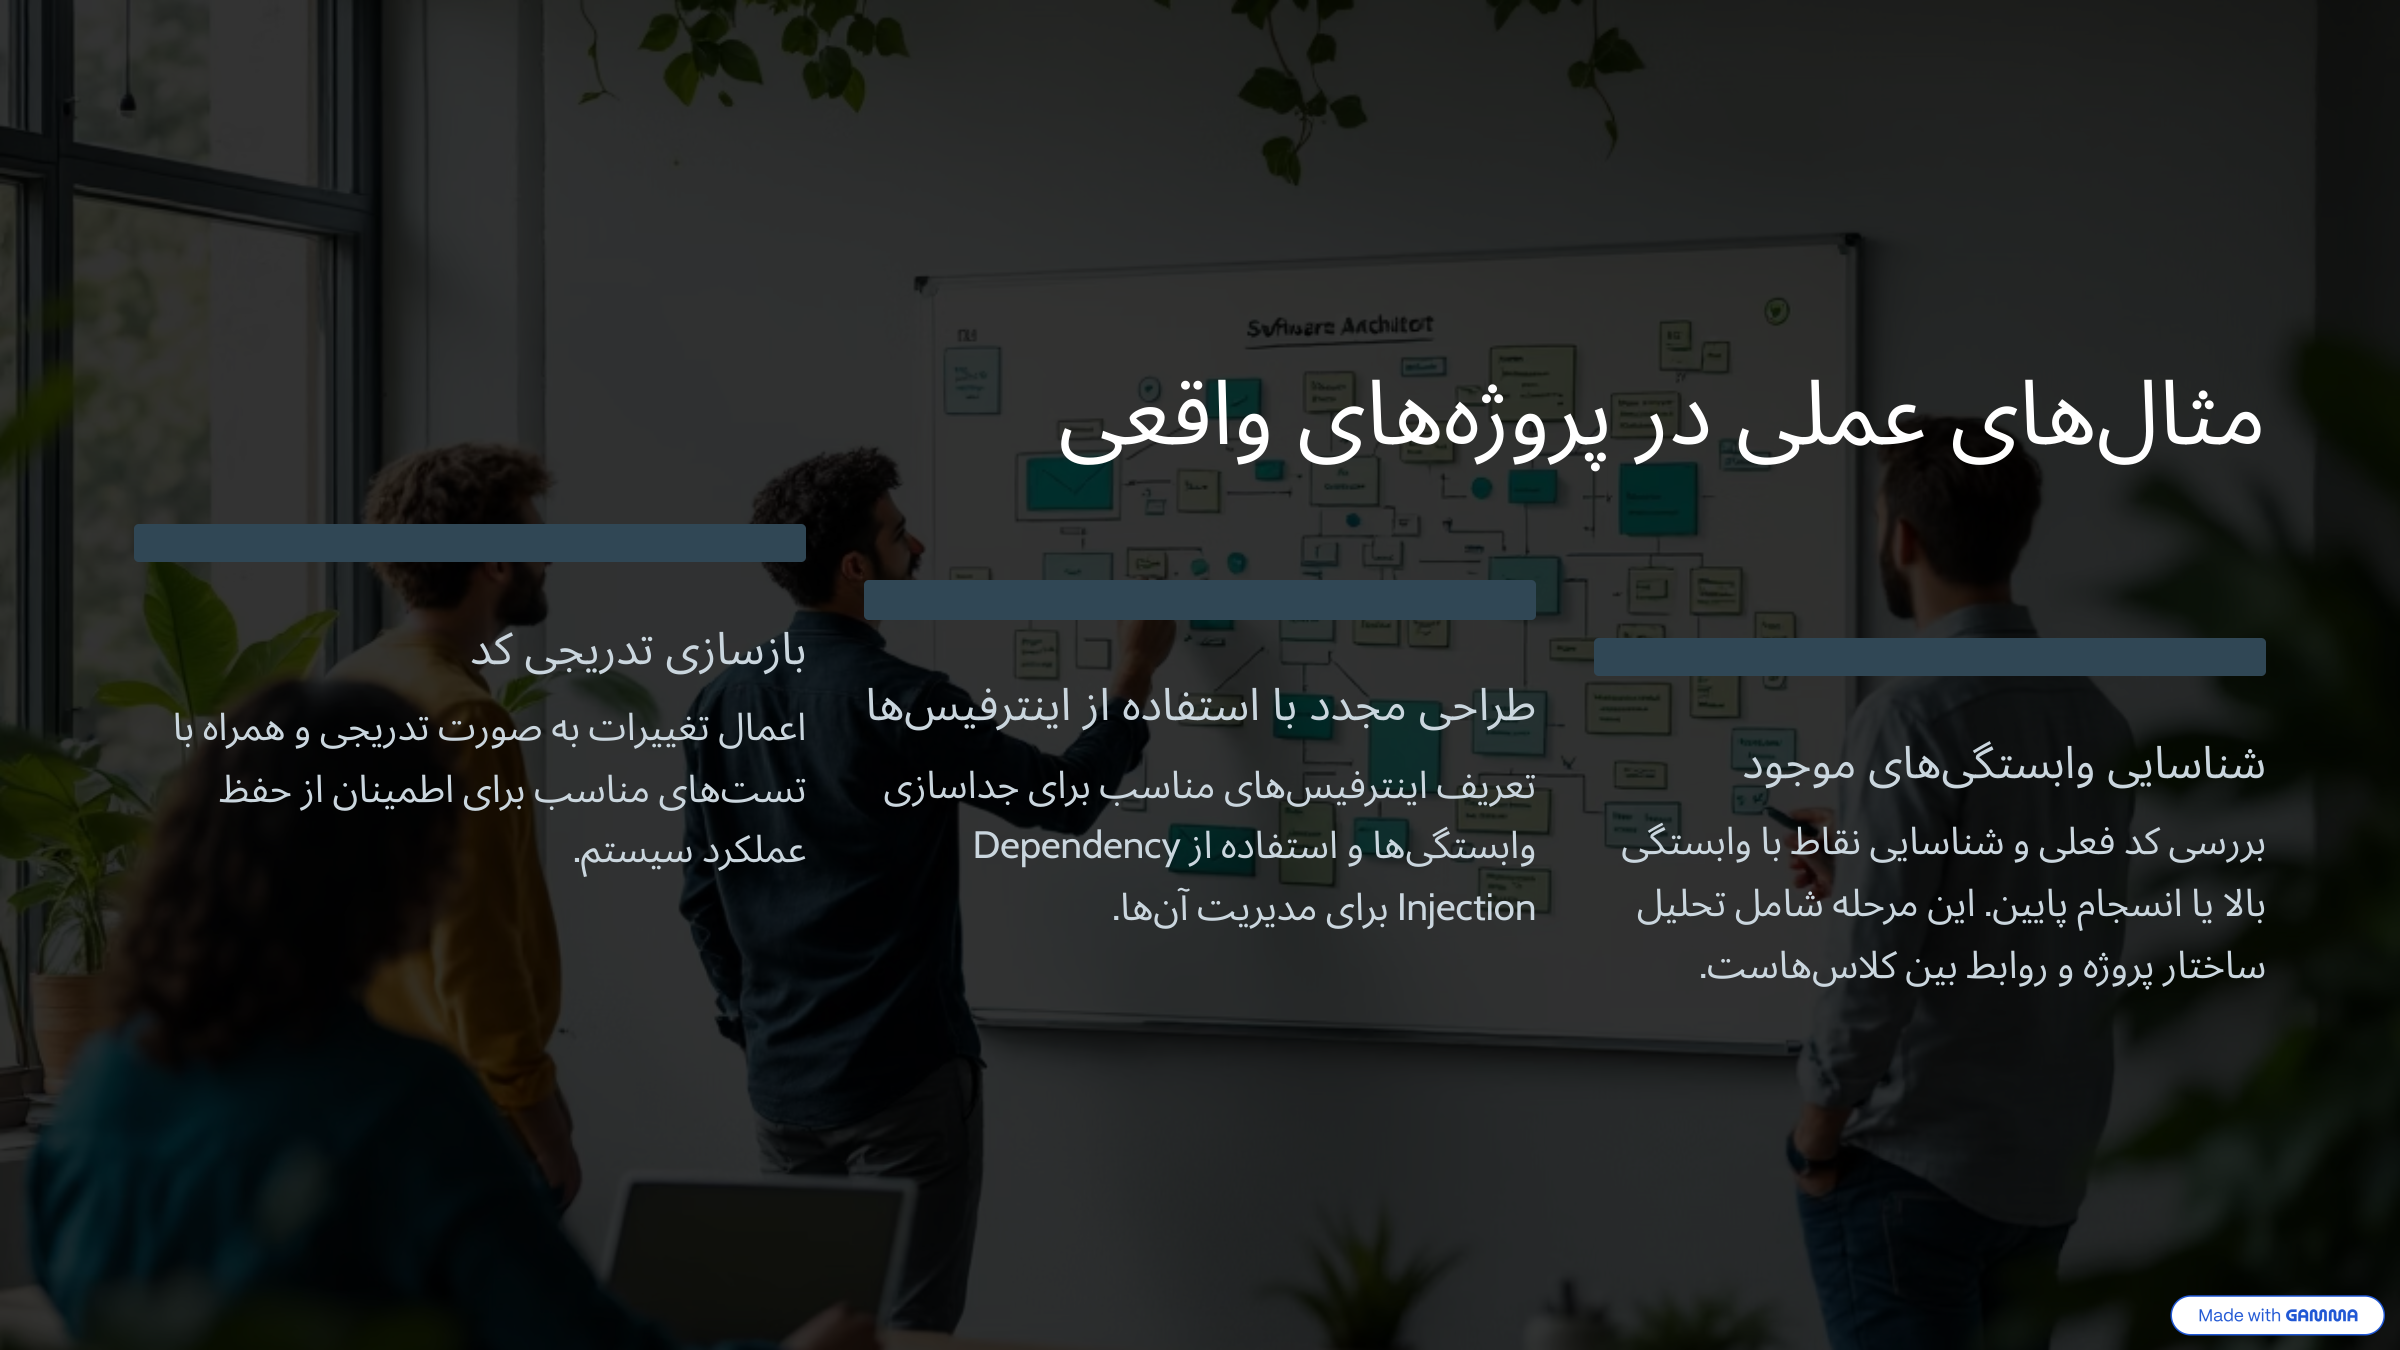 Software Architet
مثال‌های عملی در پروژه‌های واقعی
شناسایی وابستگی‌های موجود
بررسی کد فعلی و شناسایی نقاط با وابستگی
بالا یا انسجام پایین. این مرحله شامل تحلیل
ساختار پروژه و روابط بین کلاس‌هاست.
طراحی مجدد با استفاده از اینترفیس‌ها
تعریف اینترفیس‌های مناسب برای جداسازی
وابستگی‌ها و استفاده از Dependency
Injection برای مدیریت آن‌ها.
بازسازی تدریجی کد
اعمال تغییرات به صورت تدریجی و همراه با
تست‌های مناسب برای اطمینان از حفظ
عملکرد سیستم.
Made with GAMMA